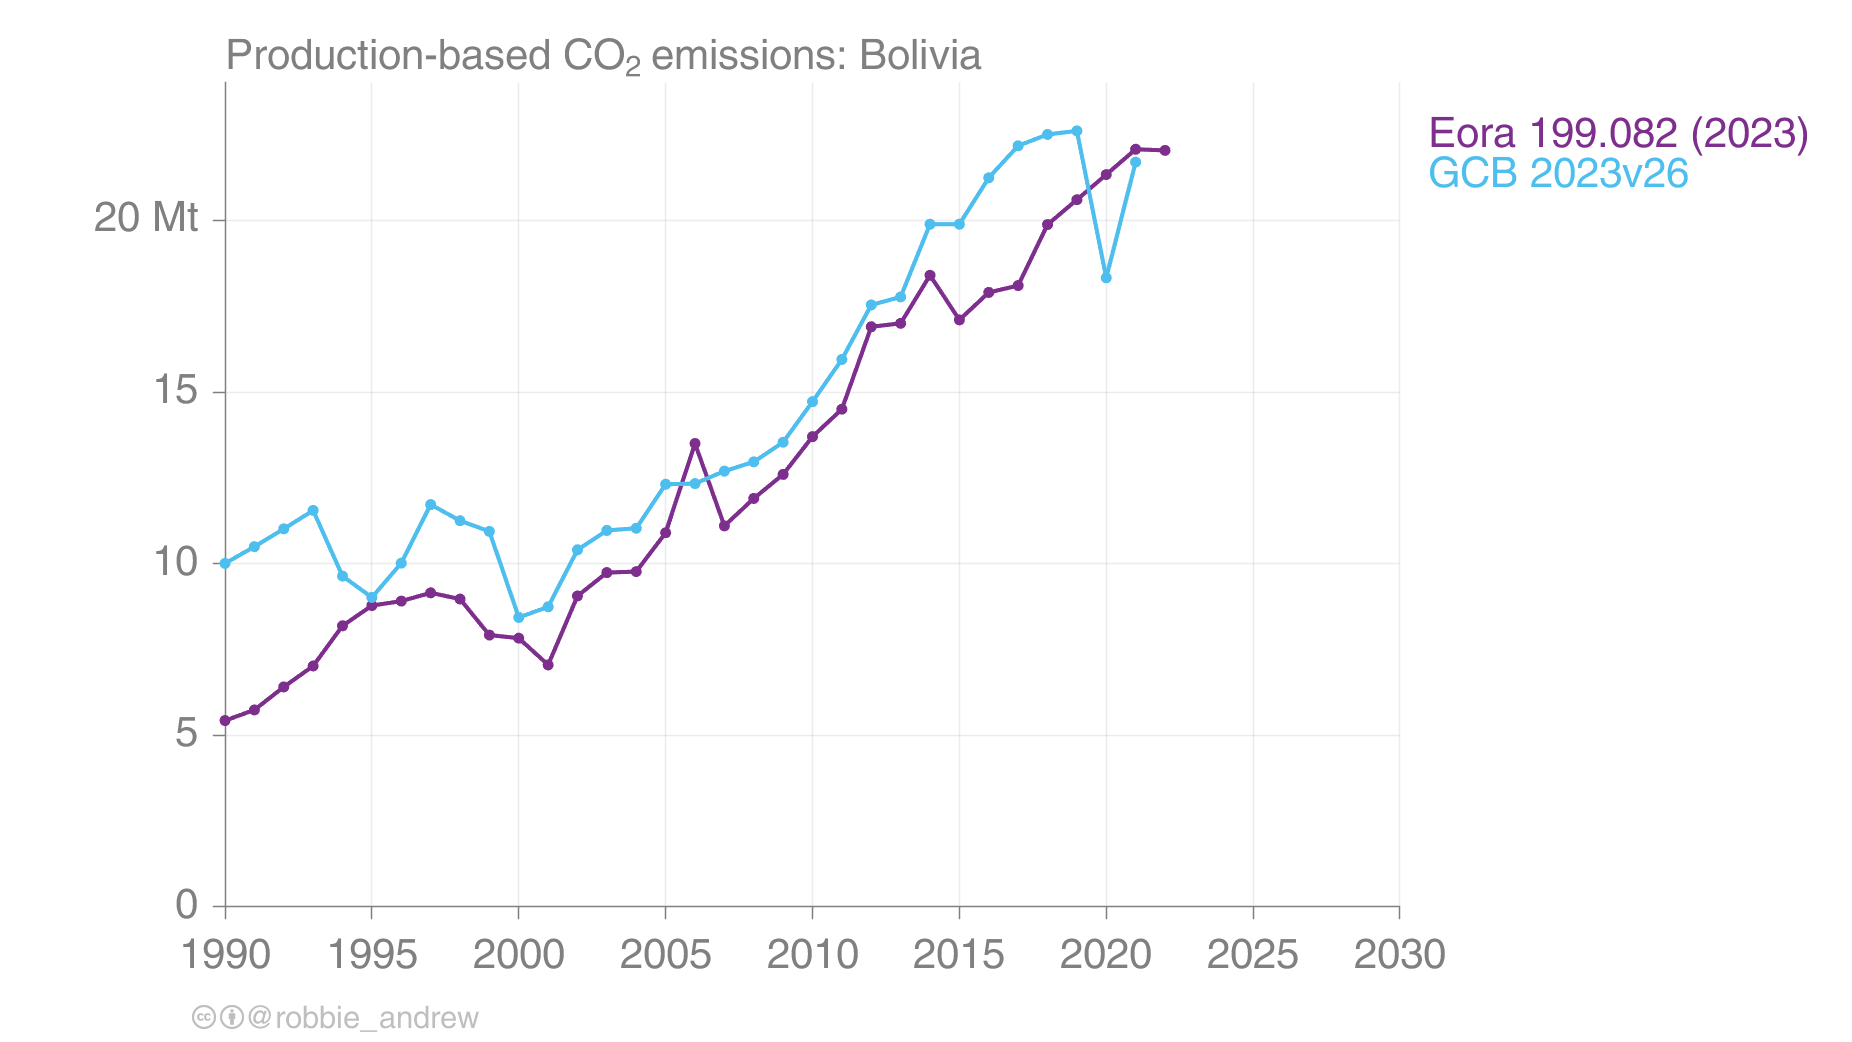 Production-based CO₂ emissions: Bolivia
Eora 199.082 (2023)
GCB 2023v26
20 Mt
15
10
5
0
1990 1995 2000 2005 2010 2015 2020 2025 2030
@robbie_andrew